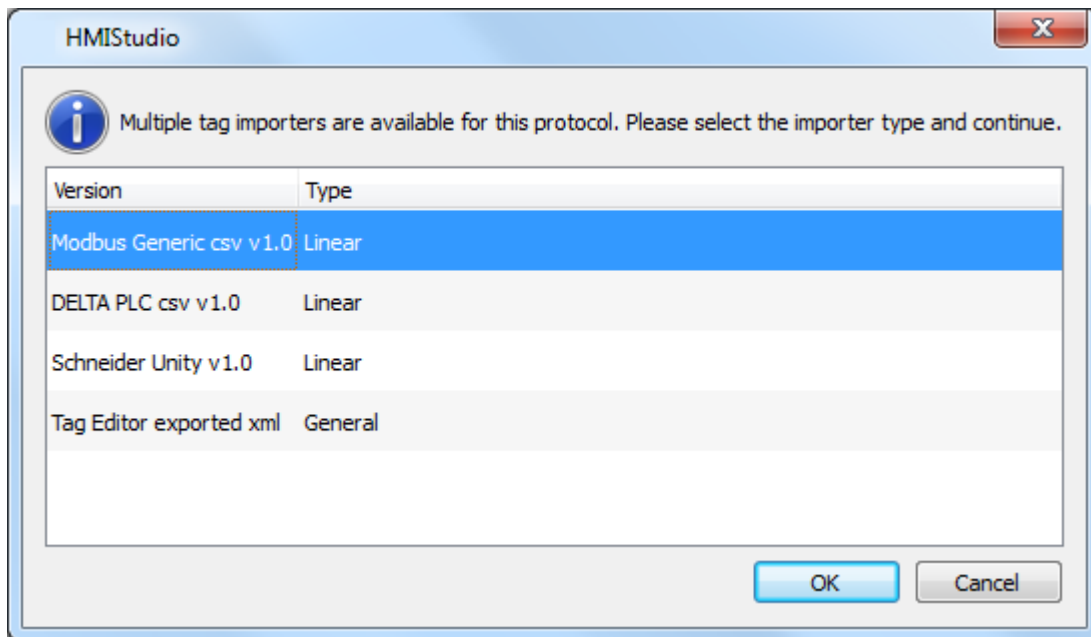 HMIStudio
Multiple tag importers are available for this protocol. Please select the importer type and continue.
Version Type
Modbus Generic csv v1.0 Linear
DELTA PLC csv v1.0 Linear
Schneider Unity v1.0 Linear
Tag Editor exported xml General
OK Cancel